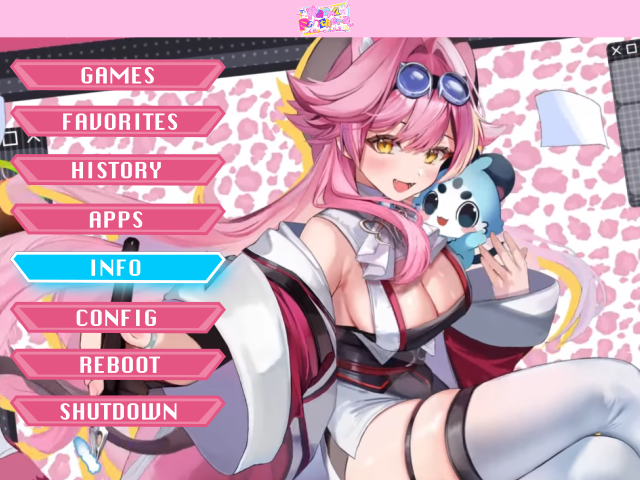 GAMES
FAVORITES
HISTORY
APPS
INFO
CONFIG
REBOOT
SHUTDOWN